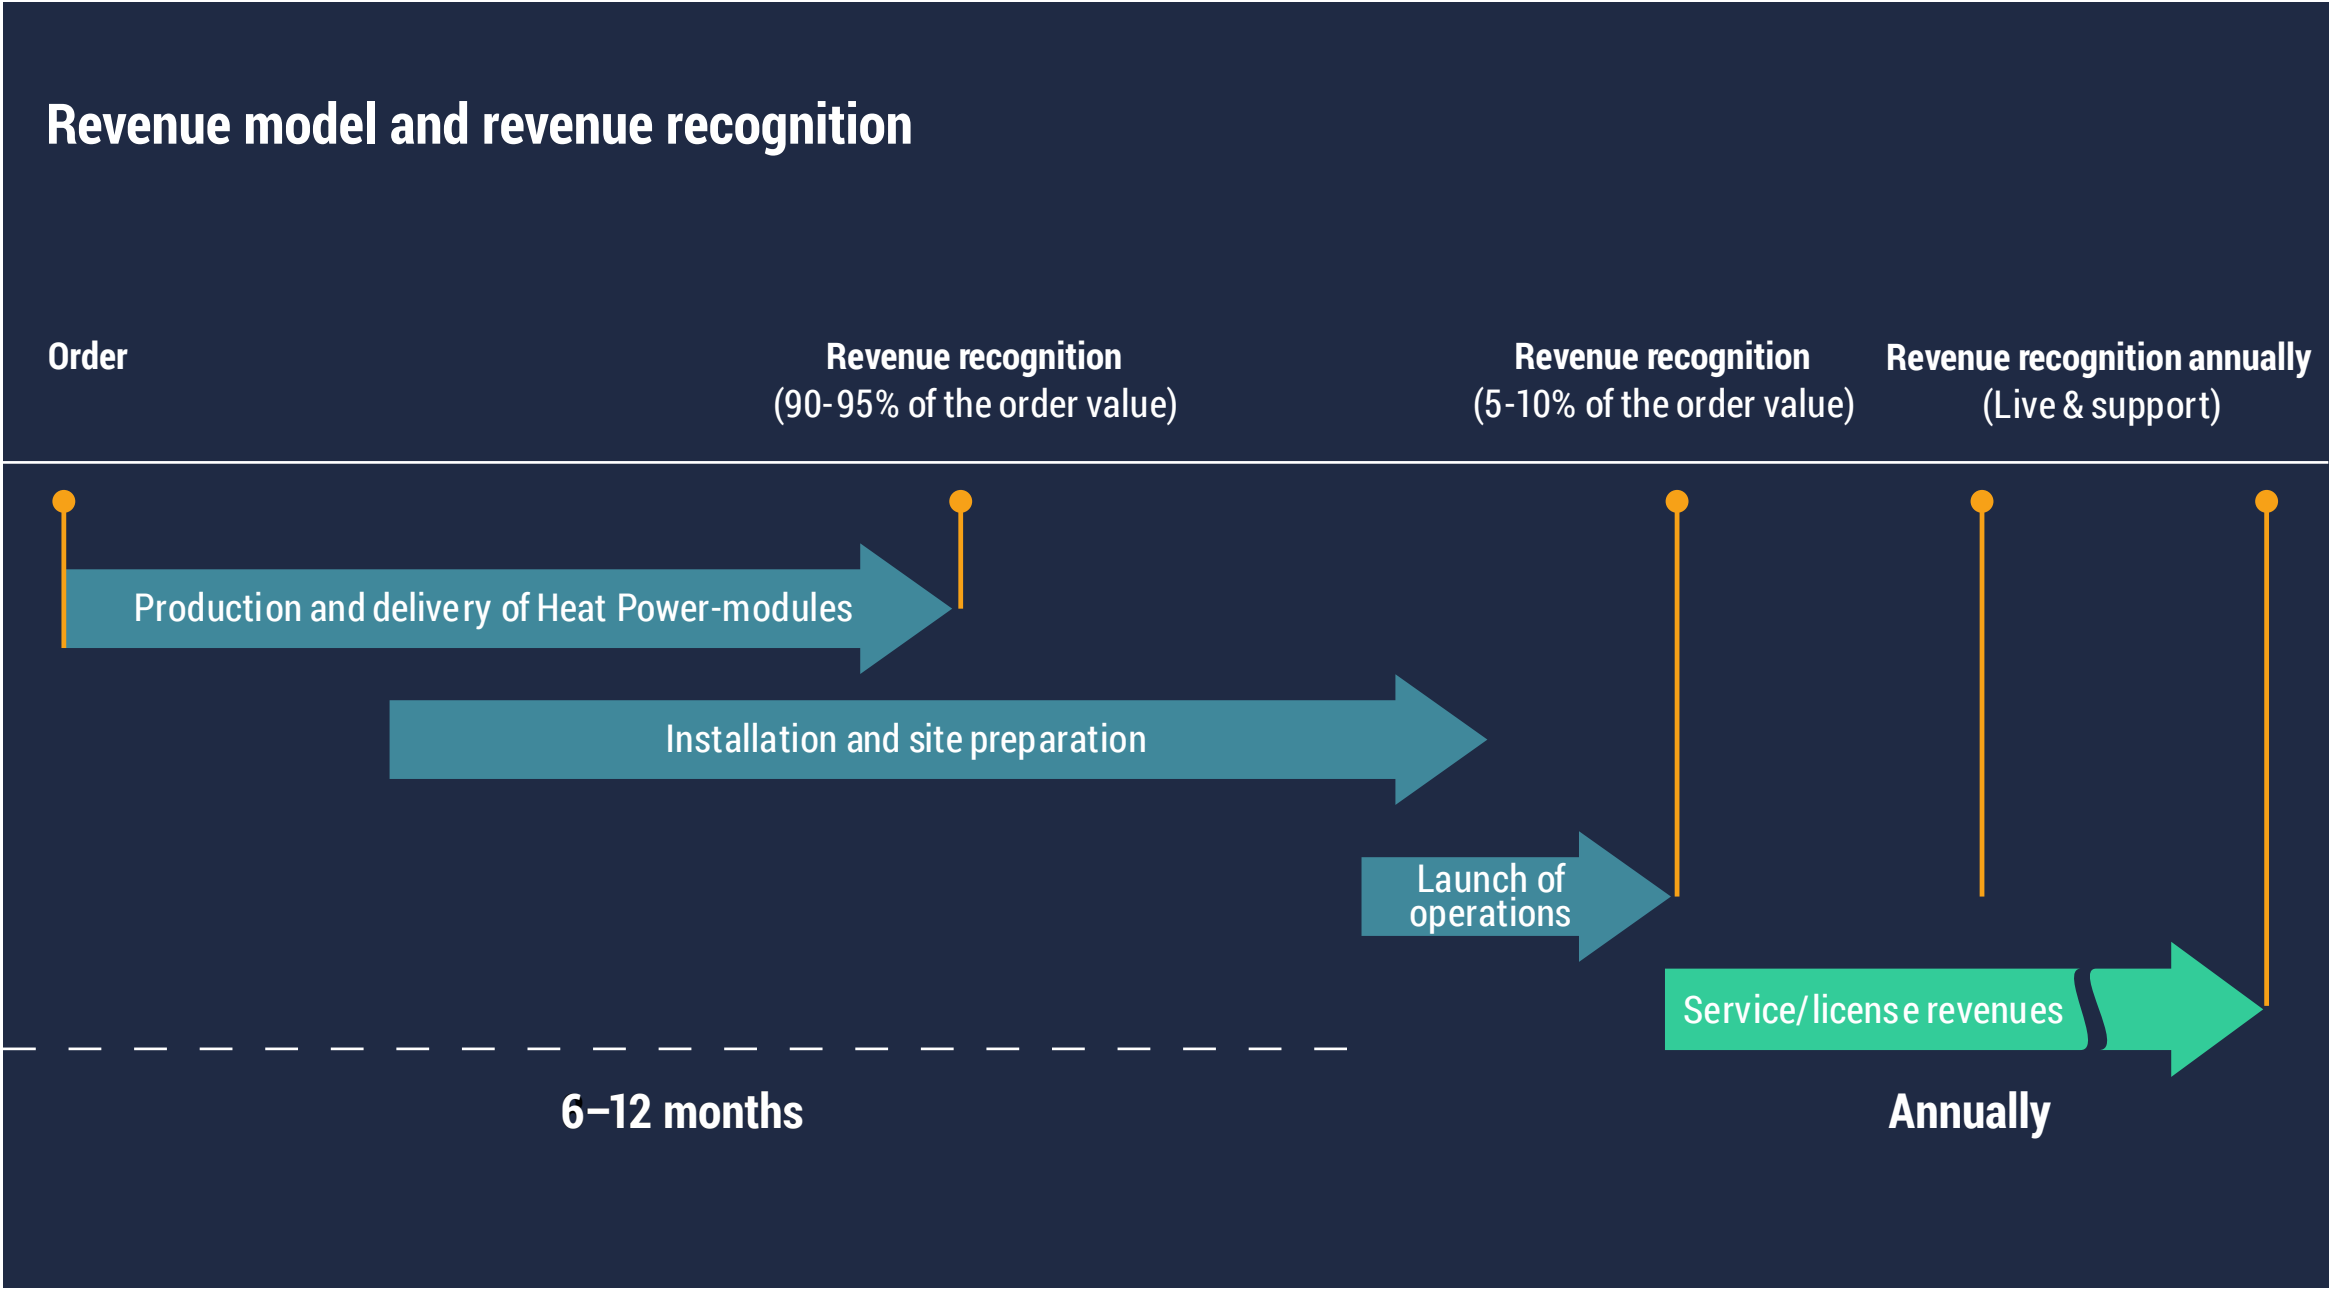 Revenue model and revenue recognition
Order
Revenue recognition
(90-95% of the order value)
Revenue recognition
(5-10% of the order value)
Revenue recognition annually
(Live & support)
Production and delivery of Heat Power-modules
Installation and site preparation
Launch of
operations
Service/license revenues
6–12 months
Annually